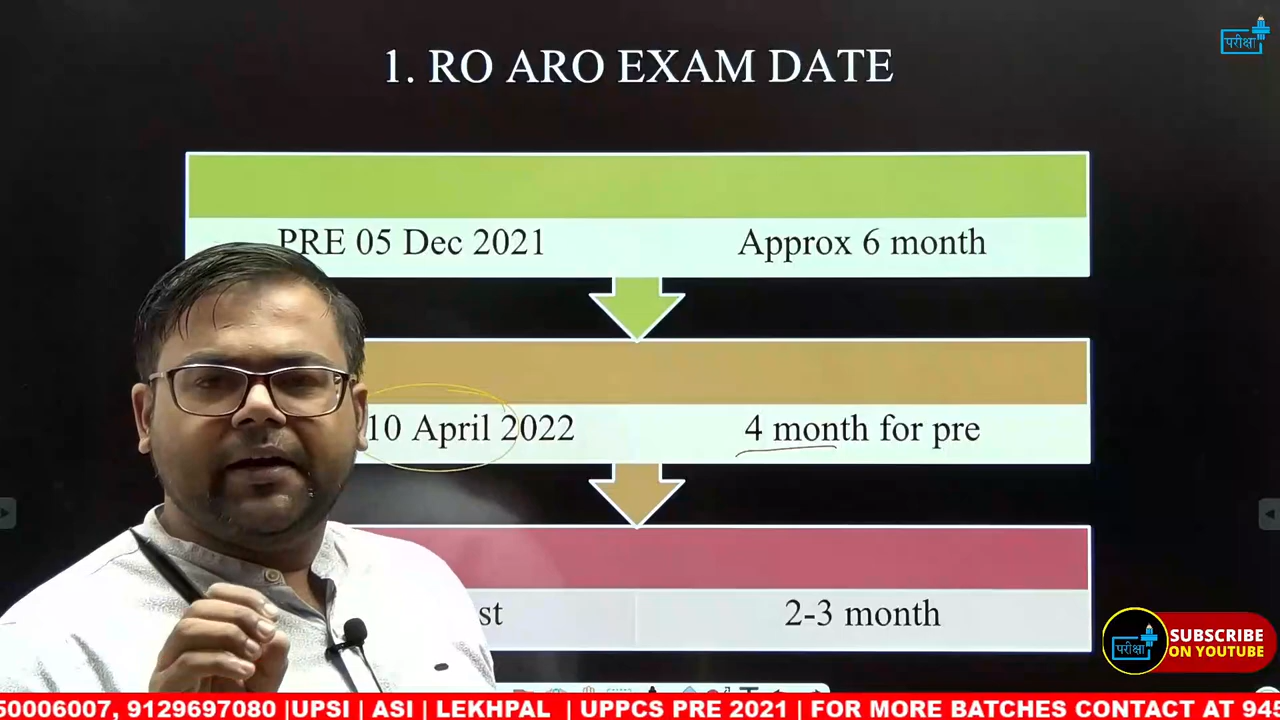 परीक्षा
1. RO ARO EXAM DATE
PRE 05 Dec 2021
Approx 6 month
10 April 2022
4 month for pre
2-3 month
परीक्षा
SUBSCRIBE
ON YOUTUBE
50006007, 9129697080 |UPSI | ASI | LEKHPAL | UPPCS PRE 2021 | FOR MORE BATCHES CONTACT AT 945